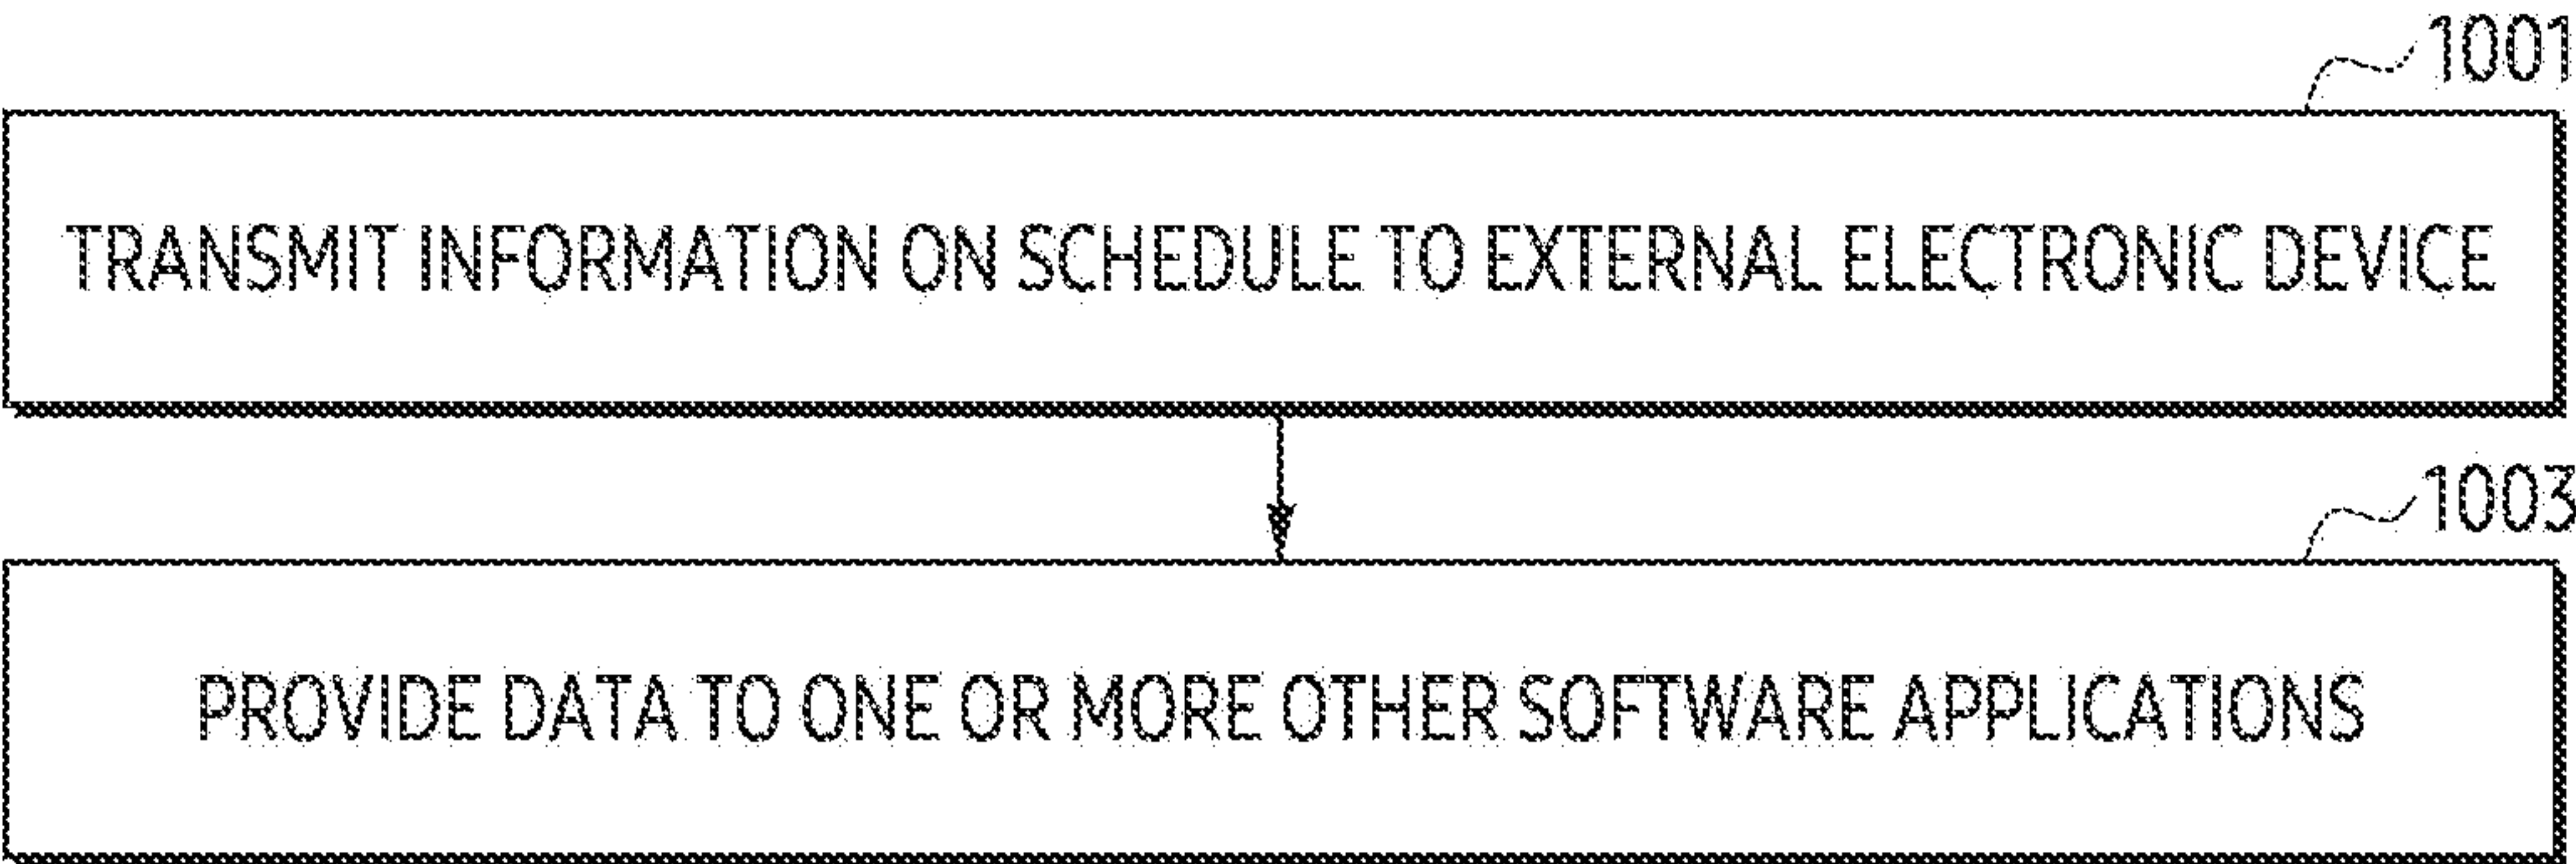 1001
TRANSMIT INFORMATION ON SCHEDULE TO EXTERNAL ELECTRONIC DEVICE
1003
PROVIDE DATA TO ONE OR MORE OTHER SOFTWARE APPLICATIONS